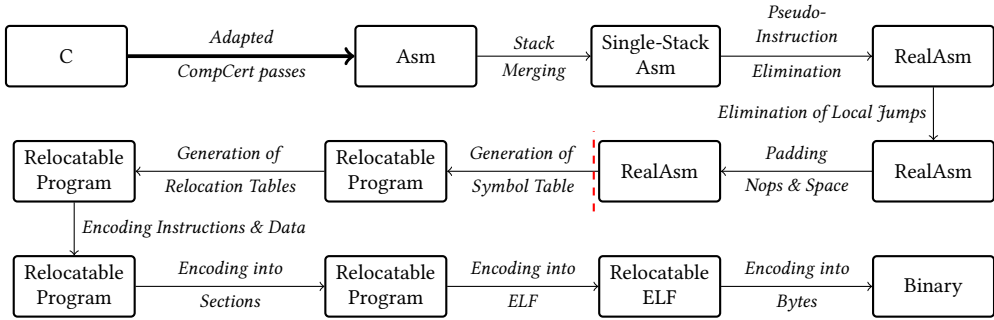 C
Adapted
CompCert passes
Asm
Stack
Merging
Single-Stack
Asm
Pseudo-
Instruction
Elimination
RealAsm
Elimination of Local Jumps
RealAsm
Padding
Nops & Space
RealAsm
Generation of
Symbol Table
Relocatable
Program
Generation of
Relocation Tables
Relocatable
Program
Encoding Instructions & Data
Relocatable
Program
Encoding into
Sections
Relocatable
Program
Encoding into
ELF
Relocatable
ELF
Encoding into
Bytes
Binary